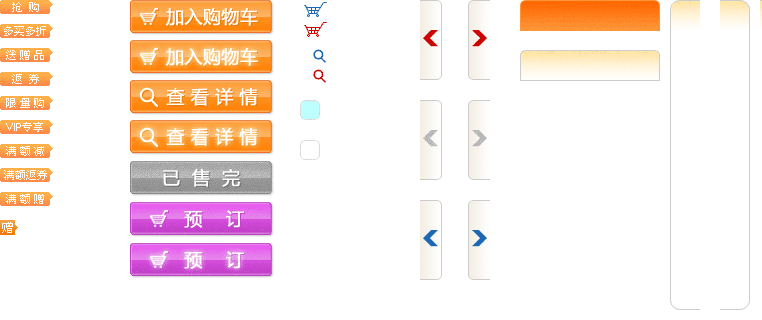 抢 购
多买多折
送 赠 品
返 券
限 量 购
VIP专享
满 额 减
满额返券
满 额 赠
赠
加入购物车
加入购物车
查 看 详 情
查 看 详 情
已 售 完
预 订
预 订